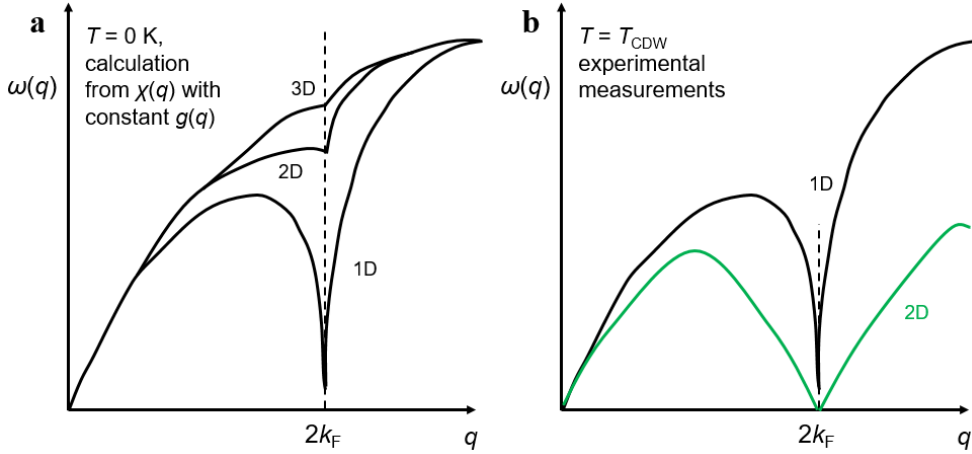 a
T = 0 K,
calculation
from χ(q) with
constant g(q)
ω(q)
3D
2D
1D
2kF
q
b
T = TCDW
experimental
measurements
ω(q)
1D
2D
2kF
q